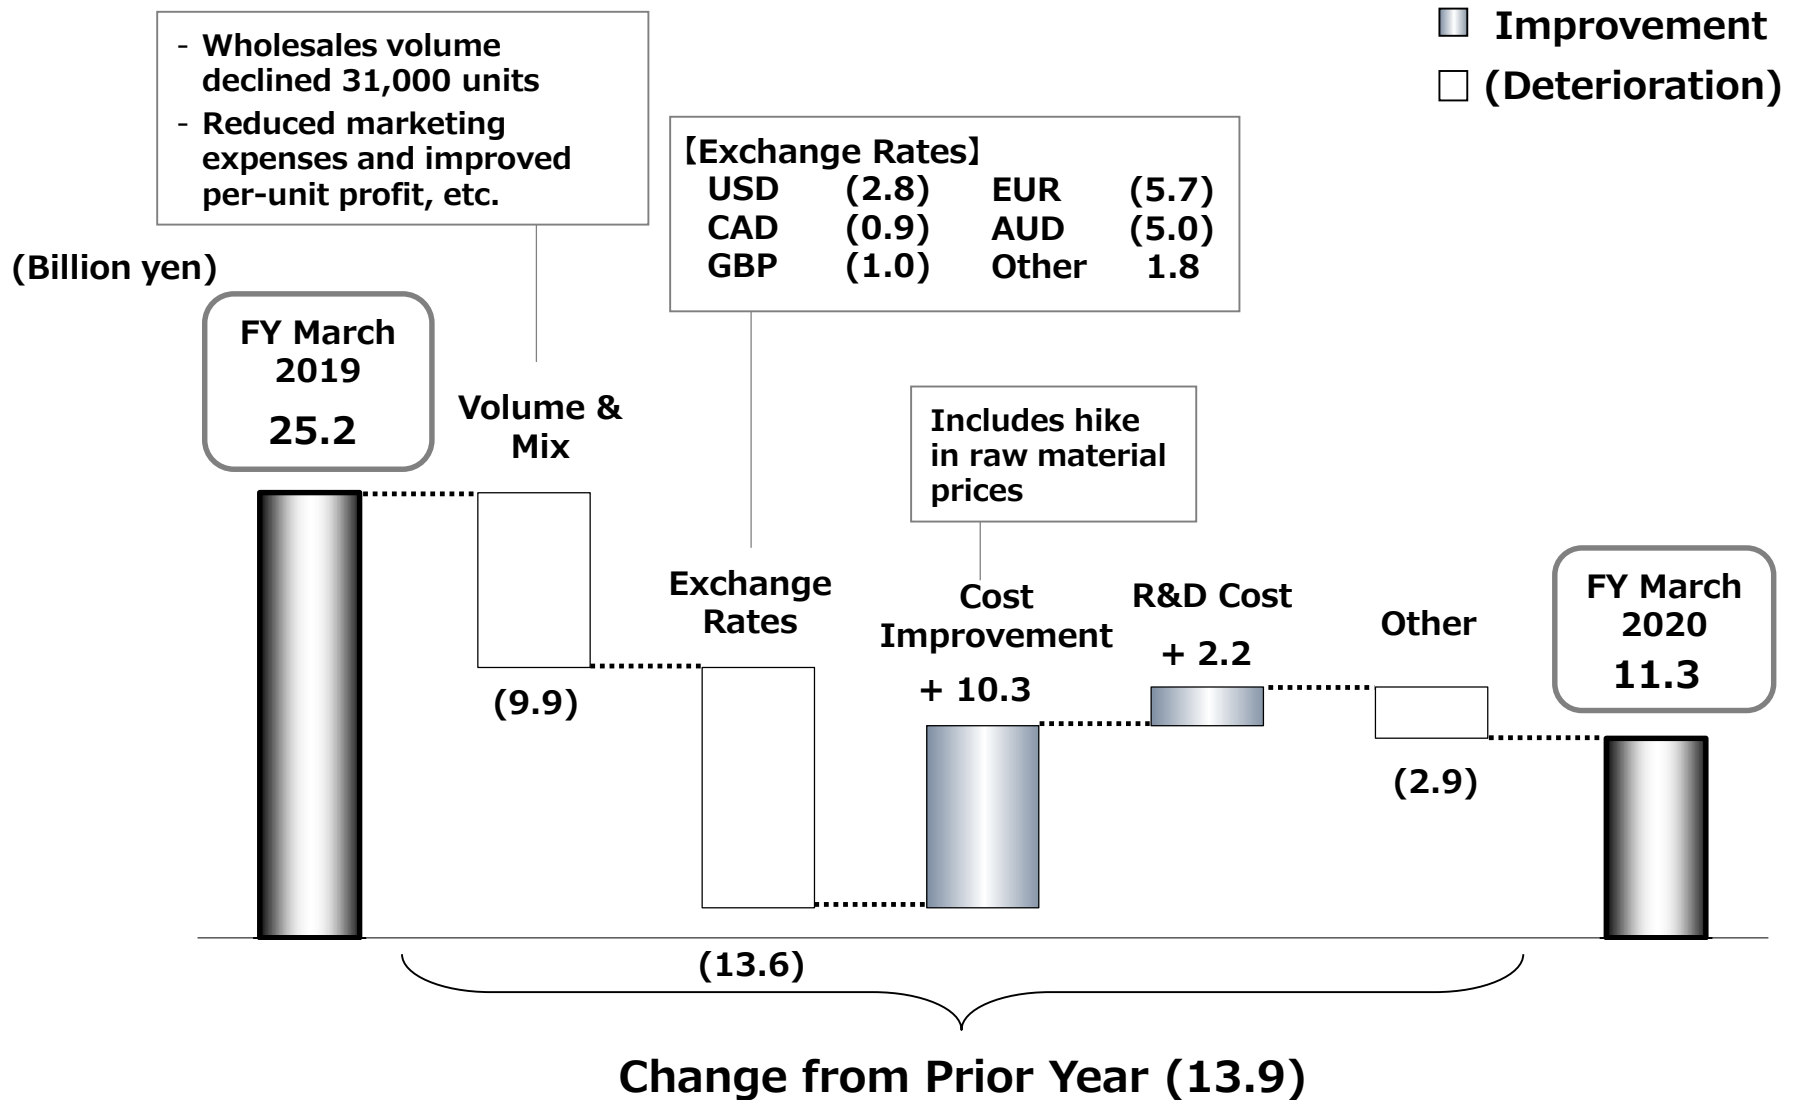 Improvement
(Deterioration)
- Wholesales volume
declined 31,000 units
- Reduced marketing
expenses and improved
per-unit profit, etc.
【Exchange Rates】
USD (2.8) EUR (5.7)
CAD (0.9) AUD (5.0)
GBP (1.0) Other 1.8
(Billion yen)
FY March
2019
25.2
Volume &
Mix
(9.9)
Exchange
Rates
(13.6)
Includes hike
in raw material
prices
Cost
Improvement
+ 10.3
R&D Cost
+ 2.2
Other
(2.9)
FY March
2020
11.3
Change from Prior Year (13.9)